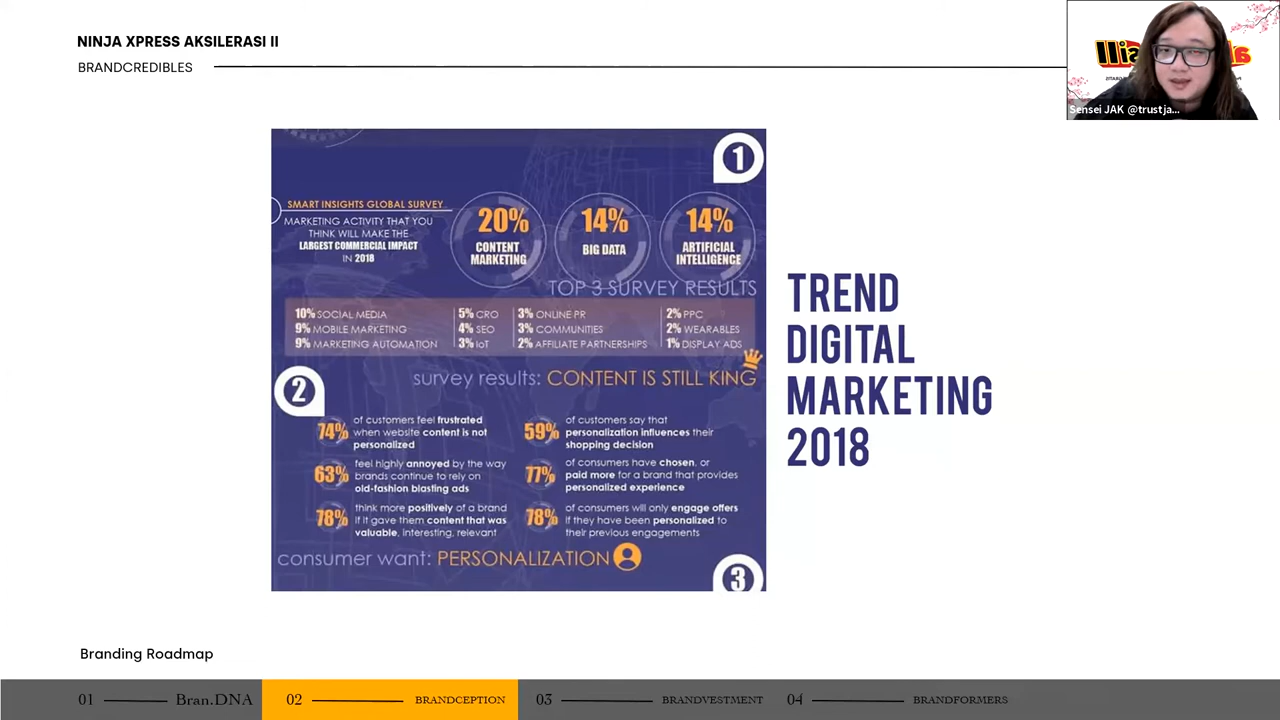 NINJA XPRESS AKSILERASI II
BRANDCREDIBLES
Sensei JAK @trustja...
1
SMART INSIGHTS GLOBAL SURVEY
MARKETING ACTIVITY THAT YOU
THINK WILL MAKE THE
LARGEST COMMERCIAL IMPACT
IN 2018
20%
CONTENT
MARKETING
14%
BIG DATA
14%
ARTIFICIAL
INTELLIGENCE
TOP 3 SURVEY RESULTS
10% SOCIAL MEDIA
9% MOBILE MARKETING
9% MARKETING AUTOMATION
5% CRO
4% SEO
3% IoT
3% ONLINE PR
3% COMMUNITIES
2% AFFILIATE PARTNERSHIPS
2% PPC
2% WEARABLES
1% DISPLAY ADS
survey results: CONTENT IS STILL KING
2
74%
of customers feel frustrated
when website content is not
personalized
63%
feel highly annoyed by the way
brands continue to rely on
old-fashion blasting ads
78%
think more positively of a brand
if it gave them content that was
valuable, interesting, relevant
59%
of customers say that
personalization influences their
shopping decision
77%
of consumers have chosen, or
paid more for a brand that provides
personalized experience
78%
of consumers will only engage offers
if they have been personalized to
their previous engagements
consumer want: PERSONALIZATION
3
TREND
DIGITAL
MARKETING
2018
Branding Roadmap
01 Bran.DNA
02 BRANDCEPTION
03 BRANDVESTMENT
04 BRANDFORMERS